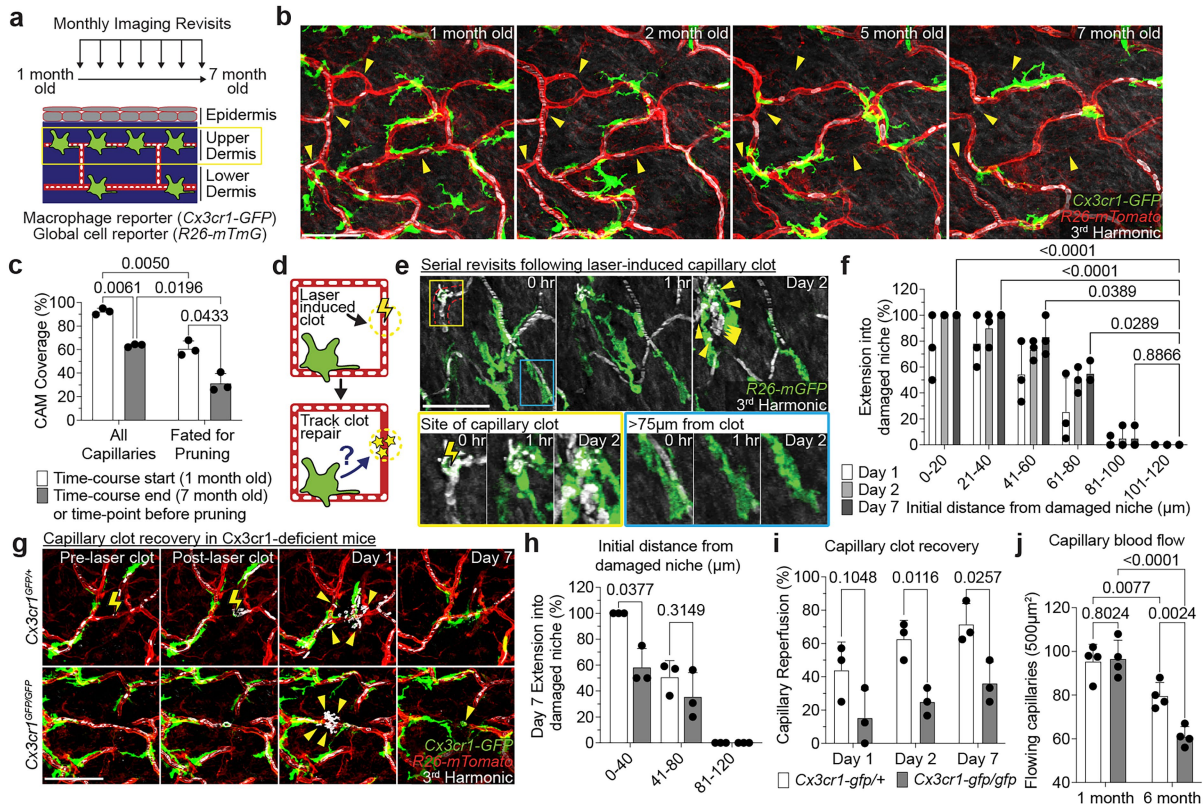 a
Monthly Imaging Revisits
1 month
old
7 month
old
Epidermis
Upper
Dermis
Lower
Dermis
Macrophage reporter (Cx3cr1-GFP)
Global cell reporter (R26-mTmG)
b
1 month old
2 month old
5 month old
7 month old
Cx3cr1-GFP
R26-mTomato
3rd Harmonic
c
0.0050
0.0061
0.0196
0.0433
CAM Coverage (%)
100
80
60
40
20
0
All
Capillaries
Fated for
Pruning
Time-course start (1 month old)
Time-course end (7 month old)
or time-point before pruning
d
Laser
induced
clot
Track clot
repair
?
e
Serial revisits following laser-induced capillary clot
0 hr
1 hr
Day 2
R26-mGFP
3rd Harmonic
Site of capillary clot
0 hr
1 hr
Day 2
>75µm from clot
0 hr
1 hr
Day 2
f
<0.0001
<0.0001
0.0389
0.0289
0.8866
Extension into
damaged niche (%)
100
80
60
40
20
0
0-20
21-40
41-60
61-80
81-100
101-120
Day 1
Day 2
Day 7
Initial distance from damaged niche (µm)
g
Capillary clot recovery in Cx3cr1-deficient mice
Pre-laser clot
Post-laser clot
Day 1
Day 7
Cx3cr1GFP/+
Cx3cr1GFP/GFP
Cx3cr1-GFP
R26-mTomato
3rd Harmonic
h
Initial distance from
damaged niche (µm)
0.0377
0.3149
Day 7 Extension into
damaged niche (%)
100
80
60
40
20
0
0-40
41-80
81-120
i
Capillary clot recovery
0.1048
0.0116
0.0257
Capillary Reperfusion (%)
100
80
60
40
20
0
Day 1
Day 2
Day 7
Cx3cr1-gfp/+
Cx3cr1-gfp/gfp
j
Capillary blood flow
<0.0001
0.0077
0.8024
0.0024
Flowing capillaries (500µm2)
120
100
80
60
40
1 month
6 month